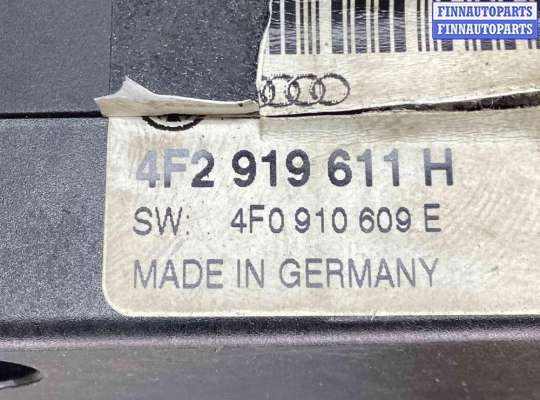 FINNAUTOPARTS
FINNAUTOPARTS
4F2 919 611 H
SW: 4F0 910 609 E
MADE IN GERMANY